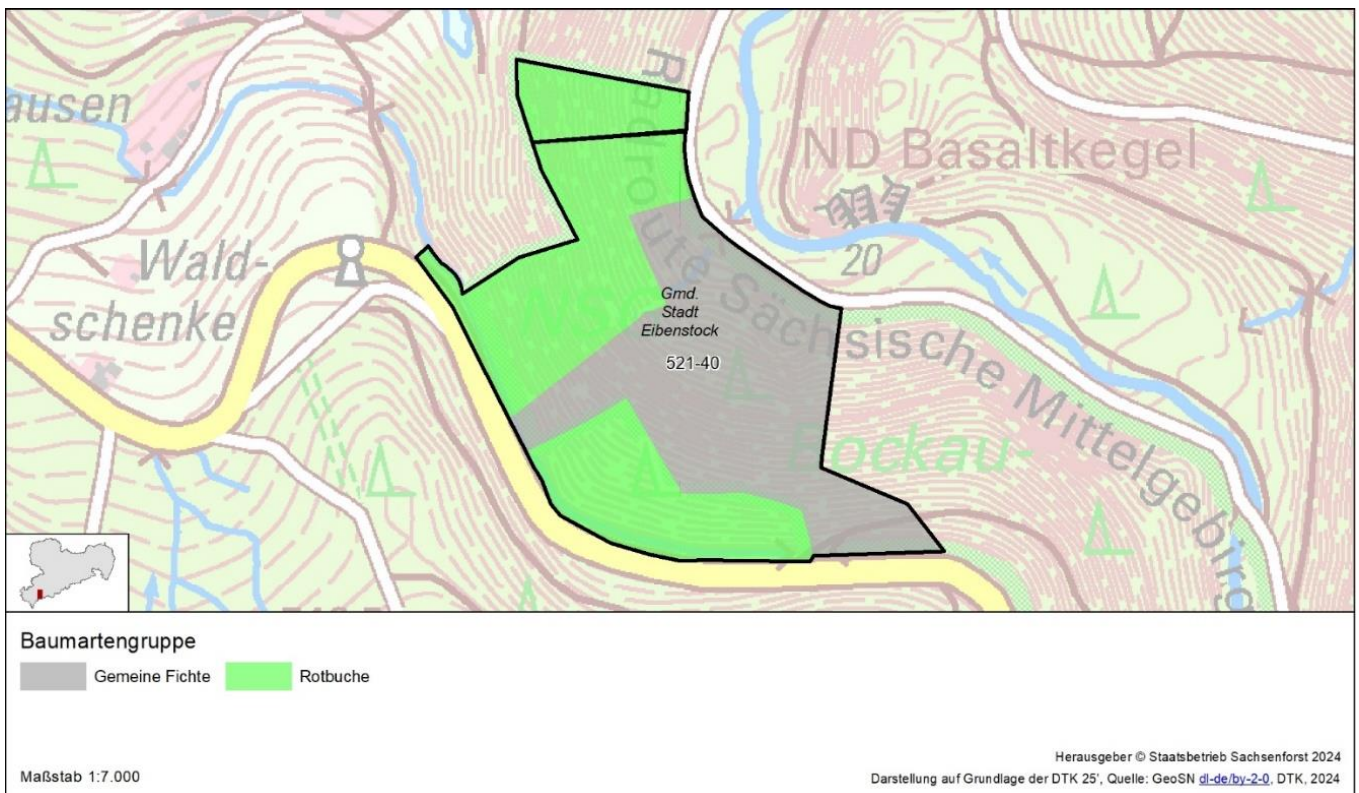 ausen
Wald-
schenke
Radroute Sächsische Mittelgebirg
ND Basaltkegel
20
NSG
Gmd.
Stadt
Eibenstock
521-40
Bockau-
Baumartengruppe
Gemeine Fichte
Rotbuche
Maßstab 1:7.000
Herausgeber © Staatsbetrieb Sachsenforst 2024
Darstellung auf Grundlage der DTK 25', Quelle: GeoSN dl-de/by-2-0, DTK, 2024